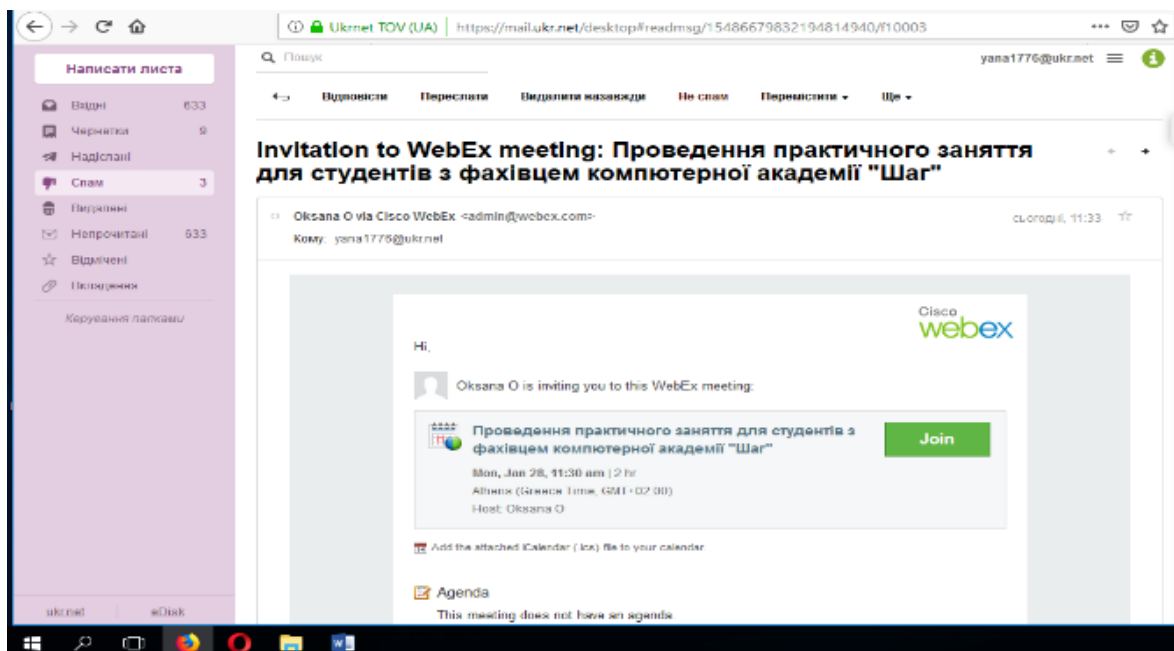 Ukrnet TOV (UA) https://mail.ukr.net/desktop#readmsg/15486679832194814940/f10003
Написати листа
Пошук
yana1776@ukr.net
Вхідні 633
Чернетки 9
Надіслані
Спам 3
Видалені
Непрочитані 633
Відмічені
Вкладення
Керування папками
ukr.net eDisk
Відповісти Переслати Видалити назавжди Не спам Перемістити Ще
Invitation to WebEx meeting: Проведення практичного заняття
для студентів з фахівцем компютерної академії "Шаг"
Oksana O via Cisco WebEx <admin@webex.com>
сьогодні, 11:33
Кому: yana1776@ukr.net
Cisco
webex
Hi,
Oksana O is inviting you to this WebEx meeting:
Проведення практичного заняття для студентів з
фахівцем компютерної академії "Шаг"
Join
Mon, Jan 28, 11:30 am | 2 hr
Athens (Greece Time, GMT+02:00)
Host: Oksana O
Add the attached iCalendar (.ics) file to your calendar.
Agenda
This meeting does not have an agenda.